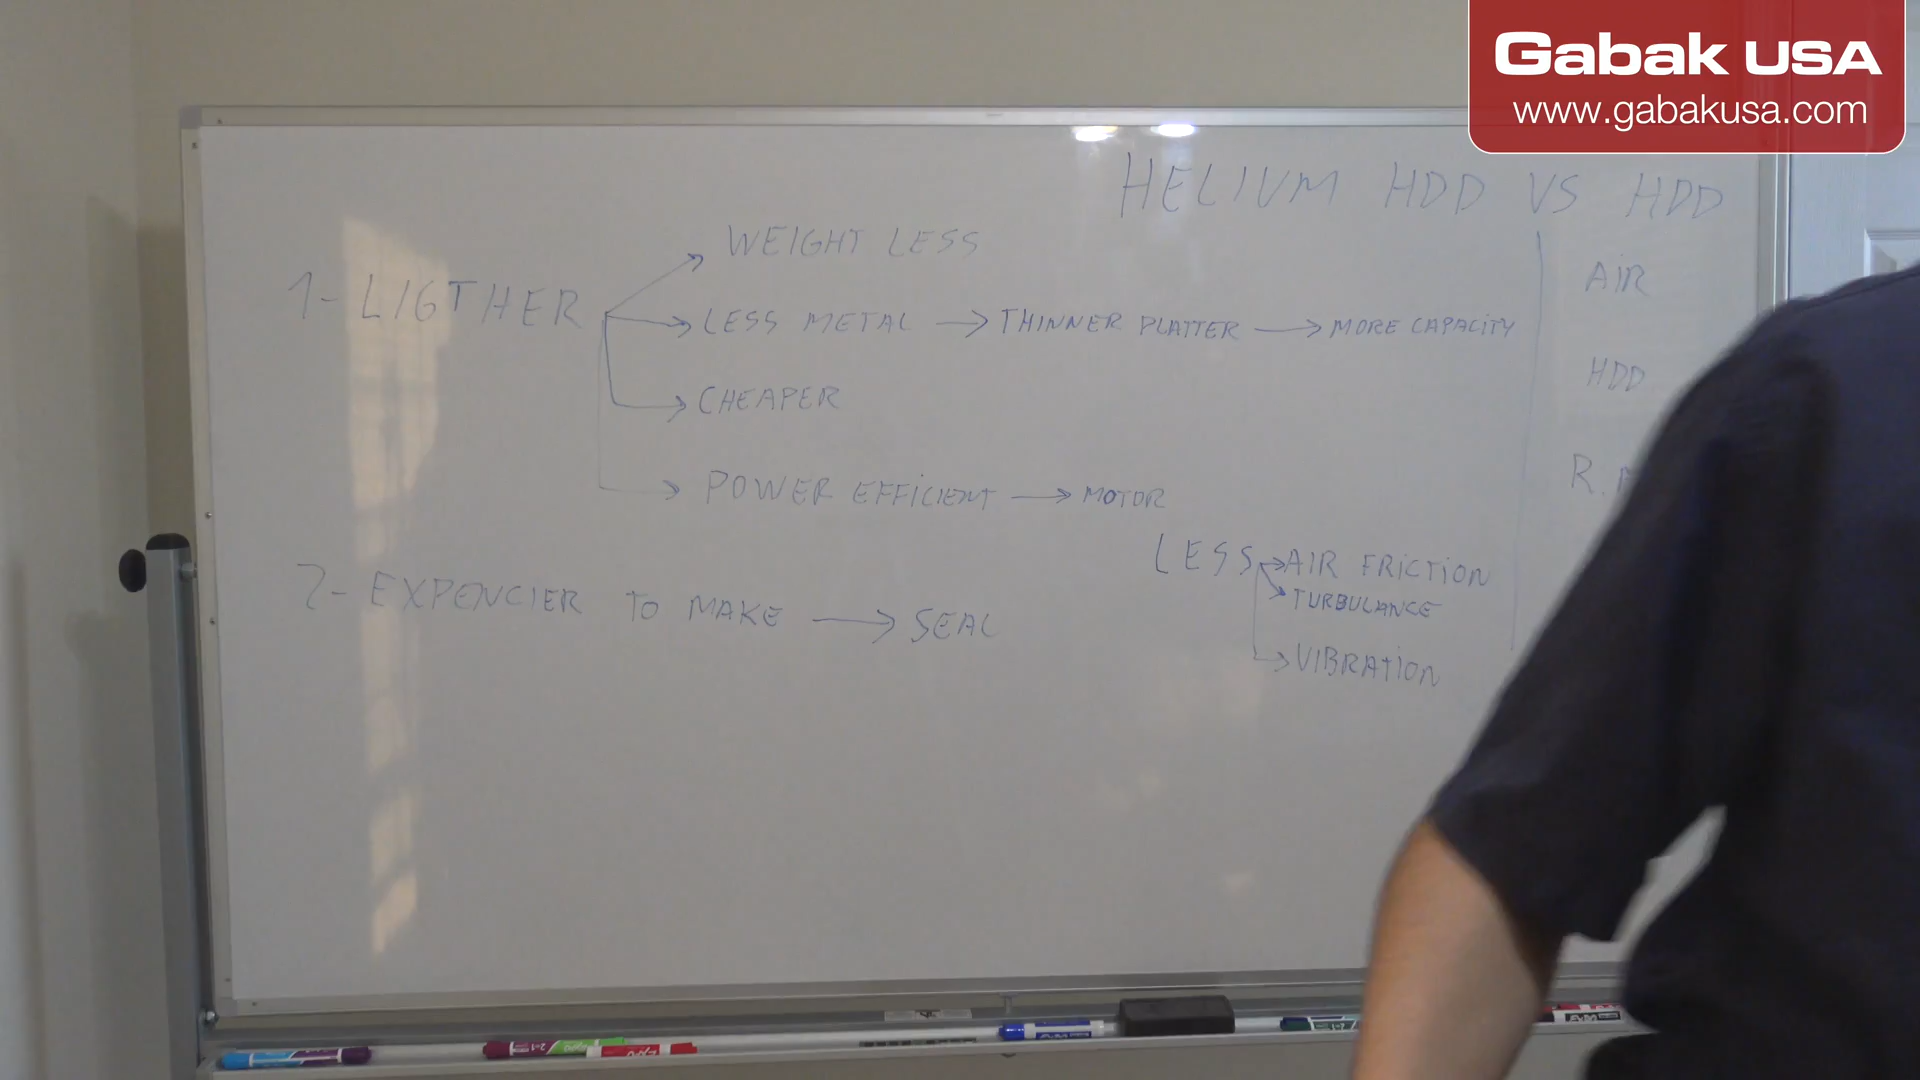 Gabak USA
www.gabakusa.com
HELIUM HDD VS HDD
1- LIGTHER
WEIGHT LESS
LESS METAL → THINNER PLATTER → MORE CAPACITY
CHEAPER
POWER EFFICIENT → MOTOR
LESS → AIR FRICTION
TURBULANCE
VIBRATION
2- EXPENCIER TO MAKE → SEAL
AIR
HDD
R.